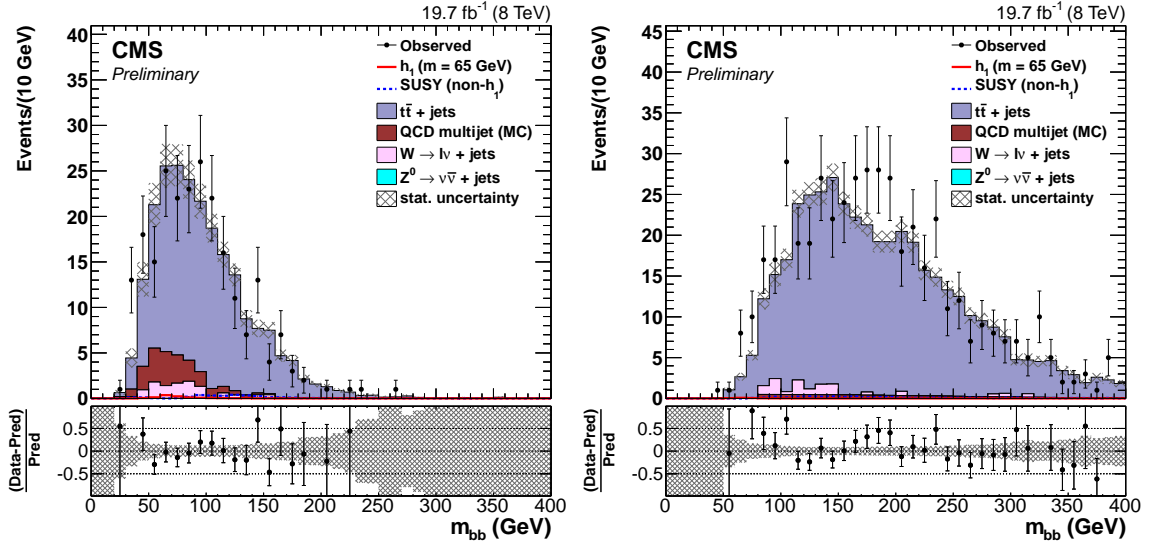 19.7 fb⁻¹ (8 TeV)
CMS
Preliminary
Observed
h₁ (m = 65 GeV)
SUSY (non-h₁)
tt̄ + jets
QCD multijet (MC)
W → lν + jets
Z⁰ → νν̄ + jets
stat. uncertainty
Events/(10 GeV)
40
35
30
25
20
15
10
5
0
(Data-Pred)
Pred
0.5
0.0
-0.5
0 50 100 150 200 250 300 350 400
m_bb (GeV)
19.7 fb⁻¹ (8 TeV)
CMS
Preliminary
Observed
h₁ (m = 65 GeV)
SUSY (non-h₁)
tt̄ + jets
QCD multijet (MC)
W → lν + jets
Z⁰ → νν̄ + jets
stat. uncertainty
Events/(10 GeV)
45
40
35
30
25
20
15
10
5
0
(Data-Pred)
Pred
0.5
0.0
-0.5
0 50 100 150 200 250 300 350 400
m_bb (GeV)